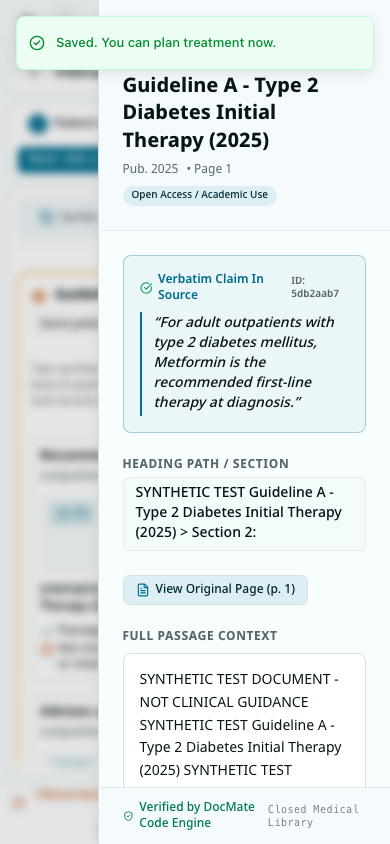 Saved. You can plan treatment now.
Guideline A - Type 2
Diabetes Initial
Therapy (2025)
Pub. 2025 • Page 1
Open Access / Academic Use
Verbatim Claim In
Source
ID:
5db2aab7
“For adult outpatients with
type 2 diabetes mellitus,
Metformin is the
recommended first-line
therapy at diagnosis.”
HEADING PATH / SECTION
SYNTHETIC TEST Guideline A -
Type 2 Diabetes Initial Therapy
(2025) > Section 2:
View Original Page (p. 1)
FULL PASSAGE CONTEXT
SYNTHETIC TEST DOCUMENT -
NOT CLINICAL GUIDANCE
SYNTHETIC TEST Guideline A -
Type 2 Diabetes Initial Therapy
(2025) SYNTHETIC TEST
Verified by DocMate
Code Engine
Closed Medical
Library